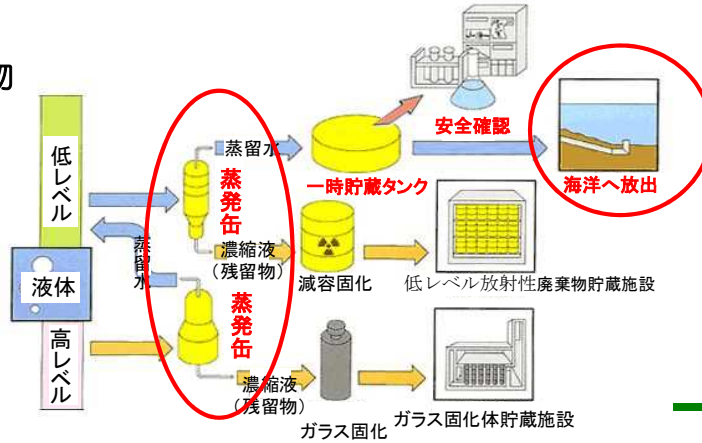 物
低レベル
液体
高レベル
蒸留水
蒸発缶
蒸留水
濃縮液
（残留物）
蒸発缶
濃縮液
（残留物）
一時貯蔵タンク
安全確認
海洋へ放出
減容固化
低レベル放射性廃棄物貯蔵施設
ガラス固化
ガラス固化体貯蔵施設